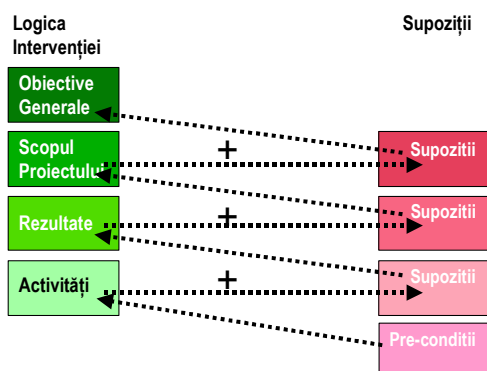 Logica
Intervenției
Supoziții
Obiective
Generale
Scopul
Proiectului
+
Supozitii
Rezultate
+
Supozitii
Activități
+
Supozitii
Pre-conditii